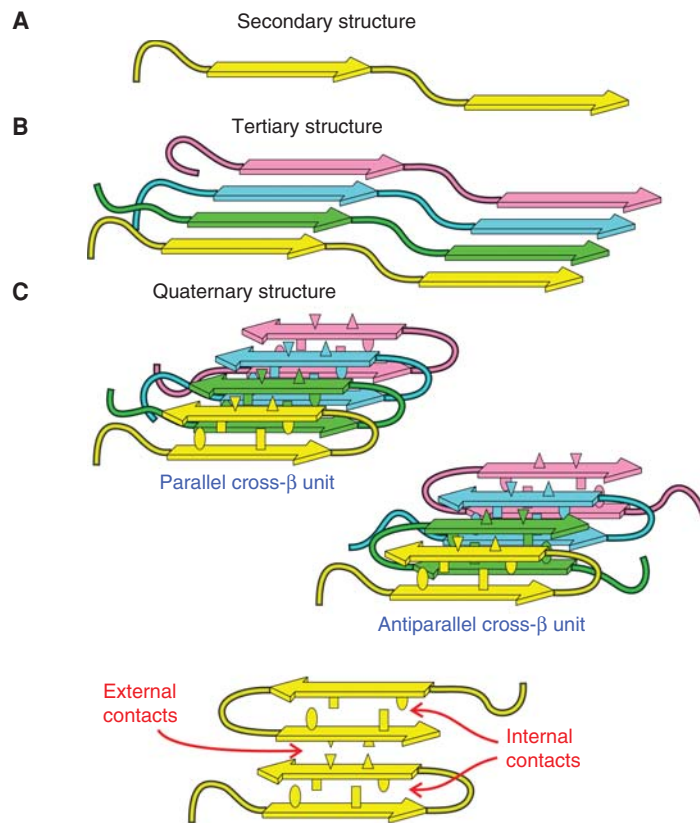 A
Secondary structure
B
Tertiary structure
C
Quaternary structure
Parallel cross-β unit
Antiparallel cross-β unit
External
contacts
Internal
contacts